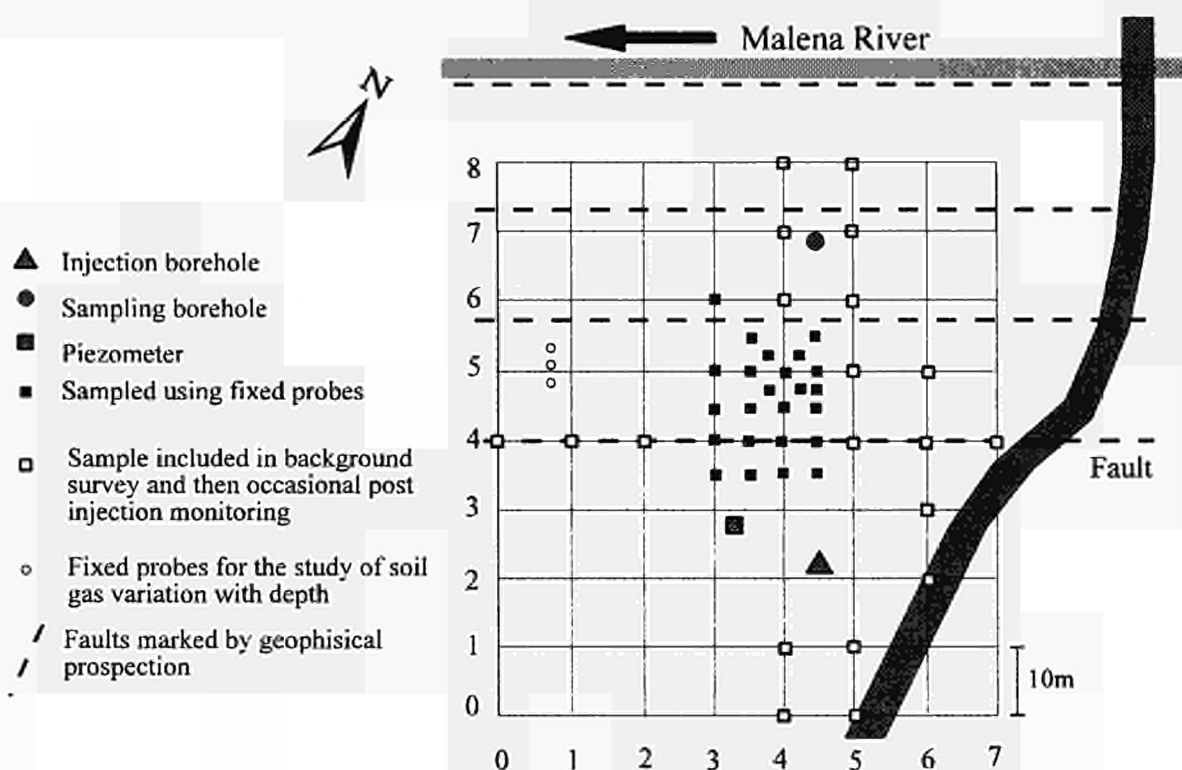 Malena River
N
8
7
6
5
4
3
2
1
0
0 1 2 3 4 5 6 7
Injection borehole
Sampling borehole
Piezometer
Sampled using fixed probes
Sample included in background
survey and then occasional post
injection monitoring
Fixed probes for the study of soil
gas variation with depth
Faults marked by geophisical
prospection
Fault
10m